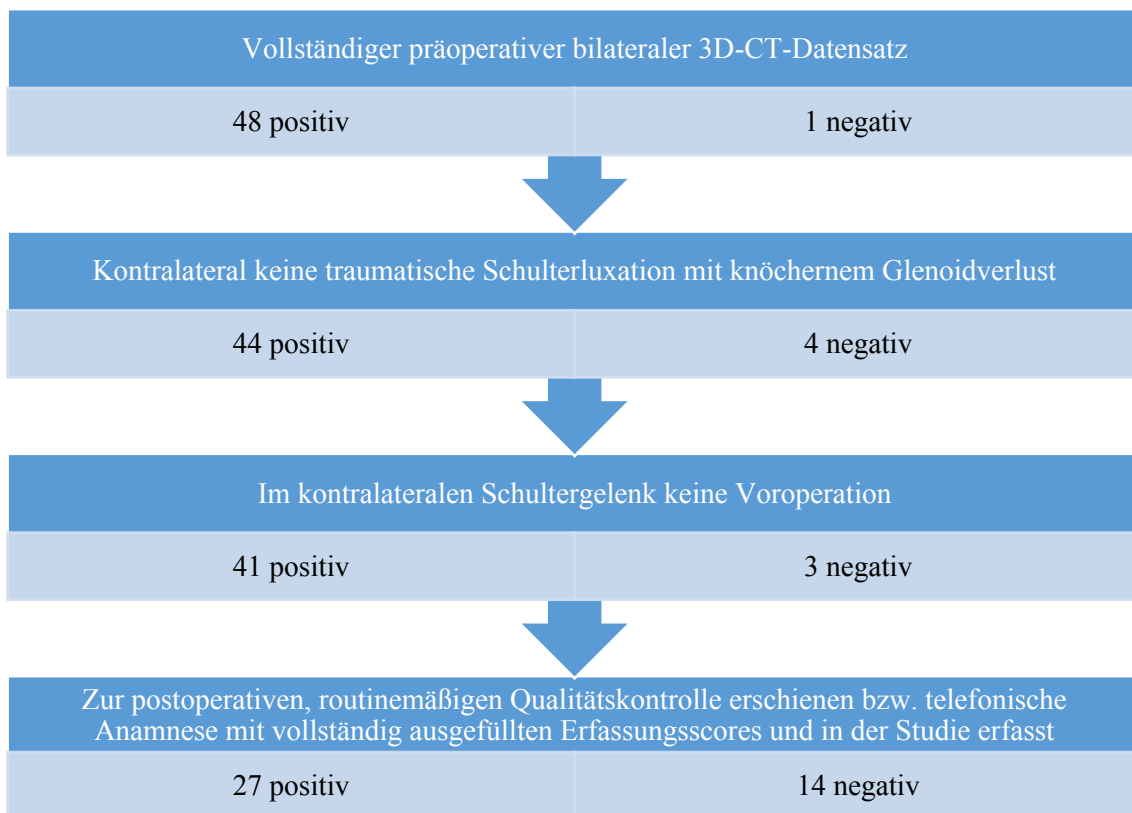 Vollständiger präoperativer bilateraler 3D-CT-Datensatz
48 positiv
1 negativ
Kontralateral keine traumatische Schulterluxation mit knöchernem Glenoidverlust
44 positiv
4 negativ
Im kontralateralen Schultergelenk keine Voroperation
41 positiv
3 negativ
Zur postoperativen, routinemäßigen Qualitätskontrolle erschienen bzw. telefonische
Anamnese mit vollständig ausgefüllten Erfassungsscores und in der Studie erfasst
27 positiv
14 negativ